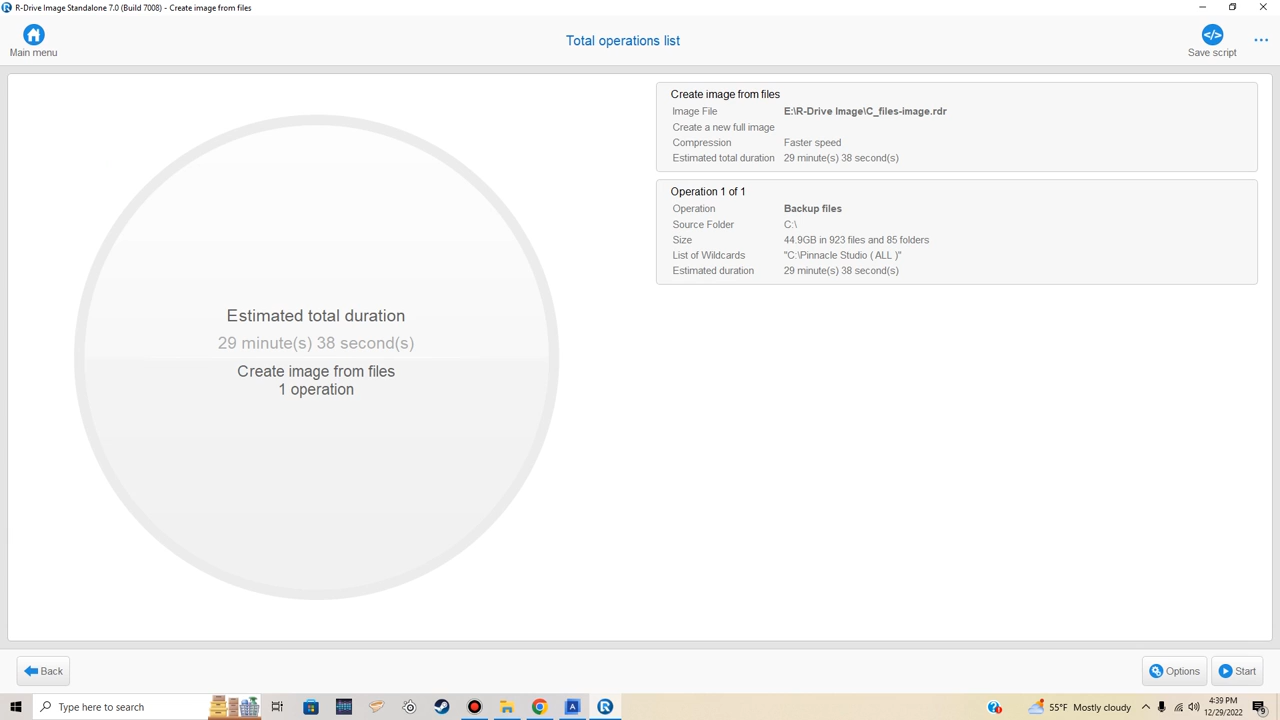 R-Drive Image Standalone 7.0 (Build 7008) - Create image from files
Main menu
Total operations list
Save script
Estimated total duration
29 minute(s) 38 second(s)
Create image from files
1 operation
Create image from files
Image File E:\R-Drive Image\C_files-image.rdr
Create a new full image
Compression Faster speed
Estimated total duration 29 minute(s) 38 second(s)
Operation 1 of 1
Operation Backup files
Source Folder C:\
Size 44.9GB in 923 files and 85 folders
List of Wildcards "C:\Pinnacle Studio ( ALL )"
Estimated duration 29 minute(s) 38 second(s)
Back
Options
Start
Type here to search
55°F Mostly cloudy
4:39 PM
12/29/2022